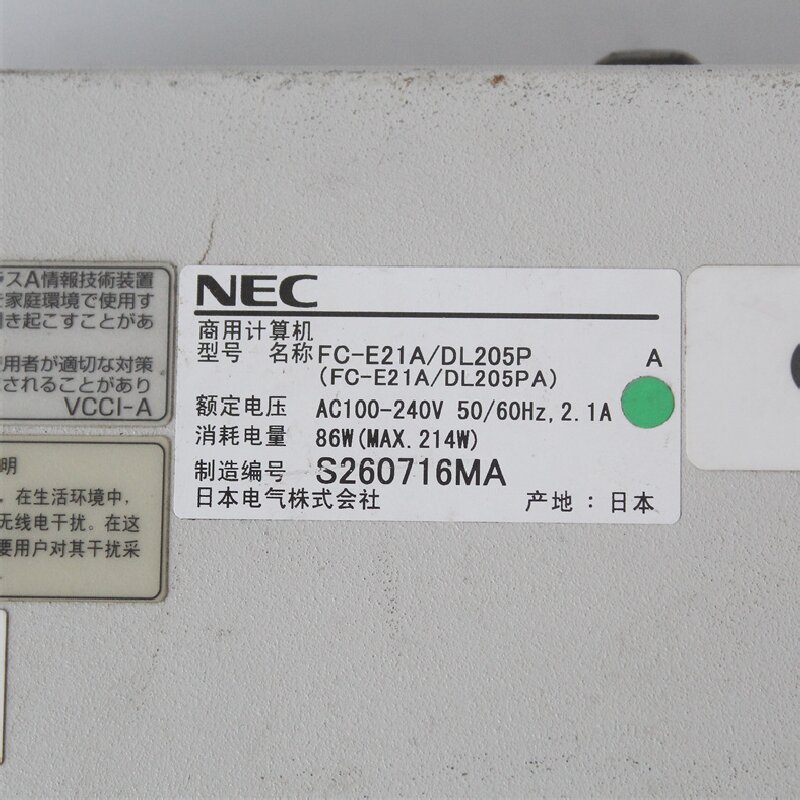 スA情報技術装置
家庭環境で使用す
き起こすことがあ
使用者が適切な対策
されることがあり
VCCI-A
明
，在生活环境中，
无线电干扰。在这
要用户对其干扰采
NEC
商用计算机
型号 名称 FC-E21A/DL205P A
(FC-E21A/DL205PA)
额定电压 AC100-240V 50/60Hz, 2.1A
消耗电量 86W(MAX. 214W)
制造编号 S260716MA
日本电气株式会社 产地：日本